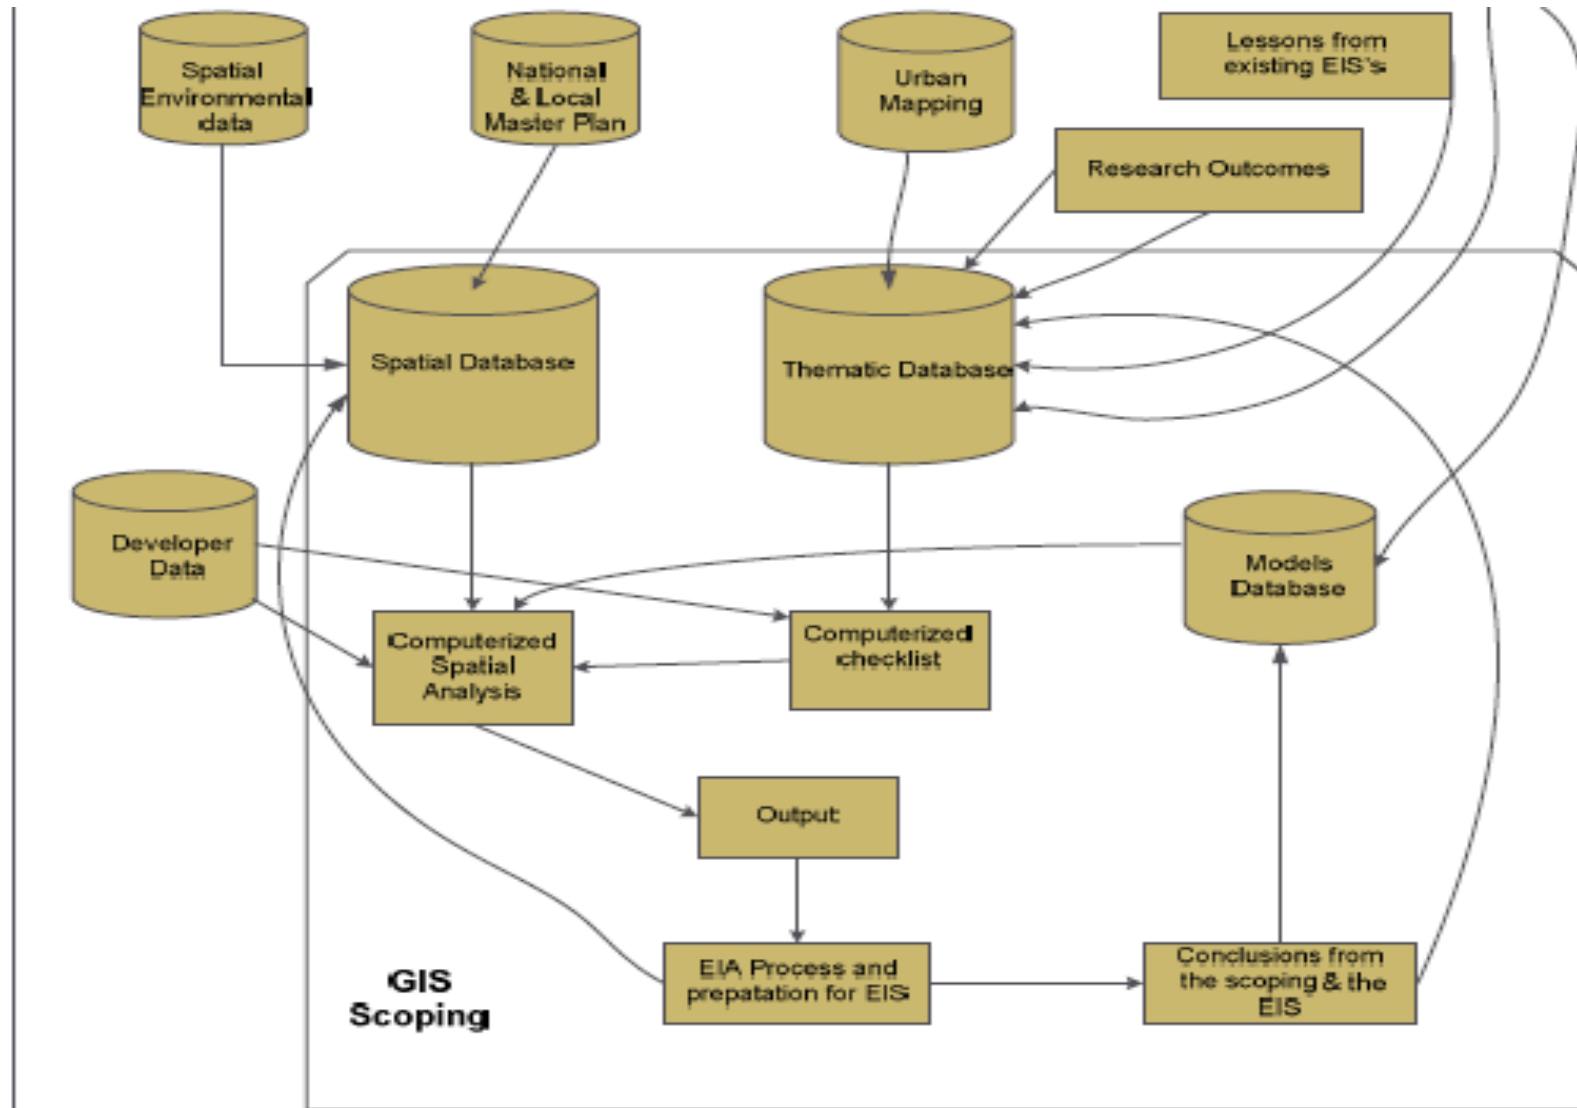 Spatial
Environmental
data
National
& Local
Master Plan
Urban
Mapping
Lessons from
existing EIS's
Research Outcomes
Spatial Database
Thematic Database
Developer
Data
Models
Database
Computerized
Spatial
Analysis
Computerized
checklist
Output
EIA Process and
prepatation for EIS
Conclusions from
the scoping & the
EIS
GIS
Scoping